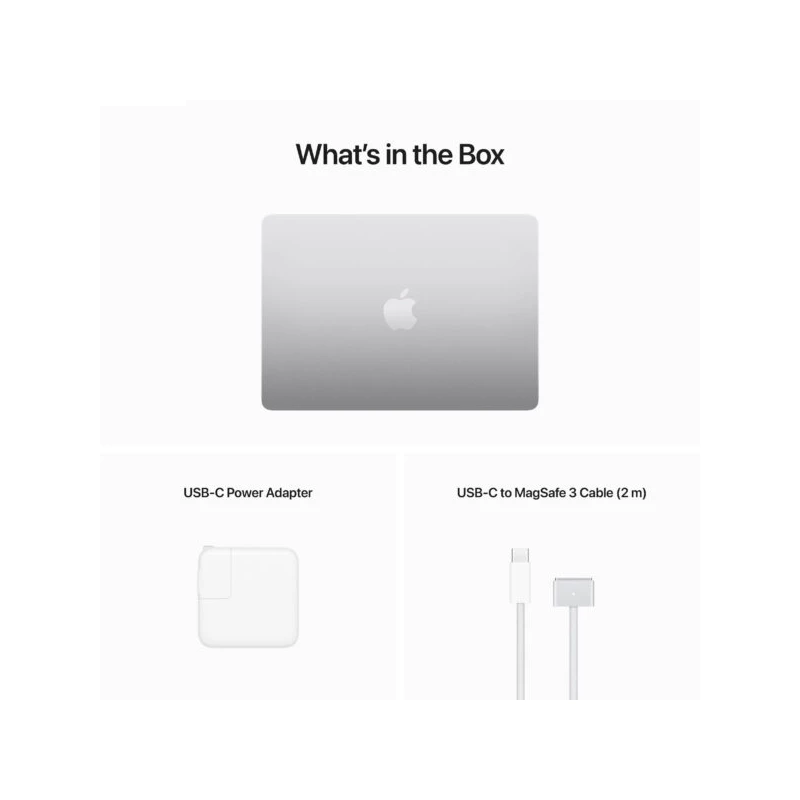 What's in the Box
USB-C Power Adapter
USB-C to MagSafe 3 Cable (2 m)